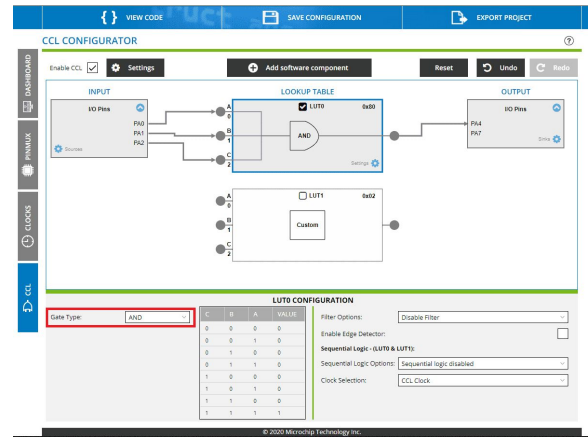 { } VIEW CODE
SAVE CONFIGURATION
EXPORT PROJECT
CCL CONFIGURATOR
?
DASHBOARD
PINMUX
CLOCKS
CCL
Enable CCL
Settings
Add software component
Reset
Undo
Redo
INPUT
I/O Pins
PA0
PA1
PA2
Sources
LOOKUP TABLE
A
0
B
1
C
2
LUT0
0x80
AND
Settings
A
0
B
1
C
2
LUT1
0x02
Custom
OUTPUT
I/O Pins
PA4
PA7
LUT0 CONFIGURATION
Gate Type: AND
C B A VALUE
0 0 0 0
0 0 1 0
0 1 0 0
0 1 1 0
1 0 0 0
1 0 1 0
1 1 0 0
1 1 1 1
Filter Options: Disable Filter
Enable Edge Detector:
Sequential Logic - (LUT0 & LUT1):
Sequential Logic Options: Sequential logic disabled
Clock Selection: CCL Clock
© 2020 Microchip Technology Inc.